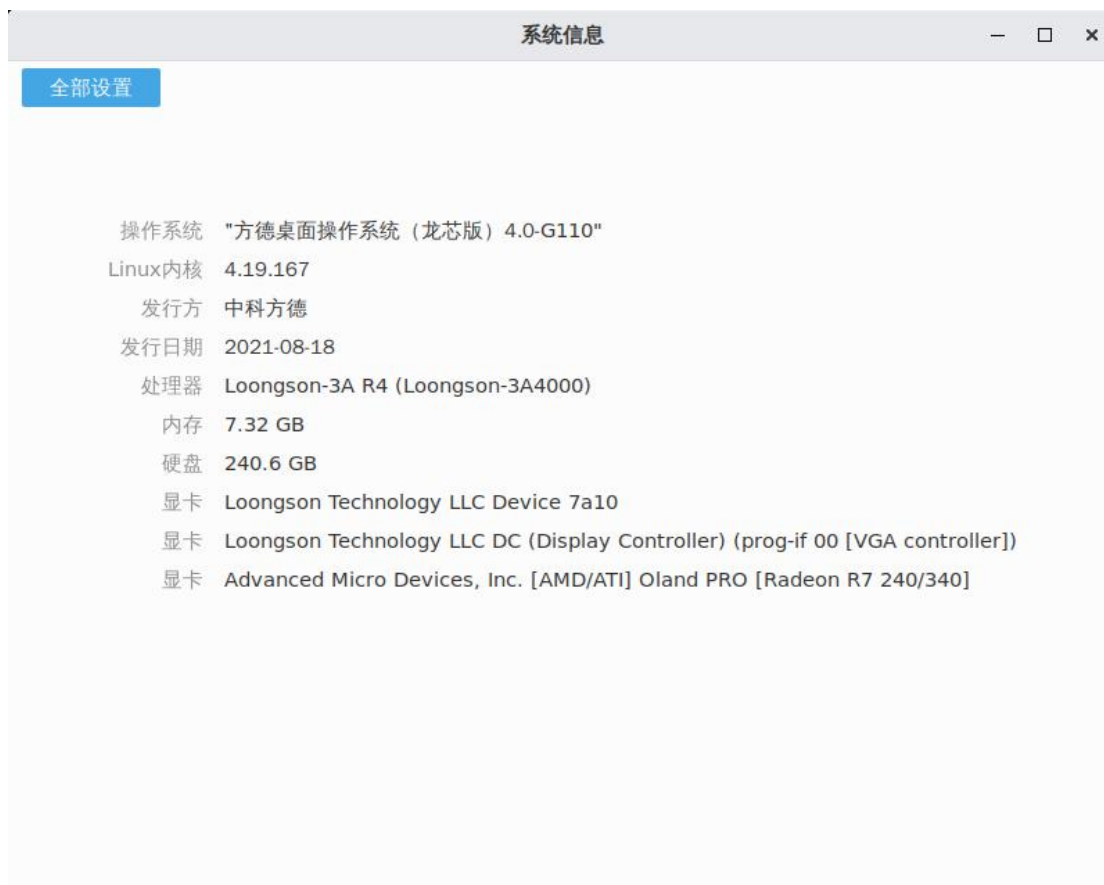 系统信息
全部设置
操作系统 "方德桌面操作系统（龙芯版）4.0-G110"
Linux内核 4.19.167
发行方 中科方德
发行日期 2021-08-18
处理器 Loongson-3A R4 (Loongson-3A4000)
内存 7.32 GB
硬盘 240.6 GB
显卡 Loongson Technology LLC Device 7a10
显卡 Loongson Technology LLC DC (Display Controller) (prog-if 00 [VGA controller])
显卡 Advanced Micro Devices, Inc. [AMD/ATI] Oland PRO [Radeon R7 240/340]